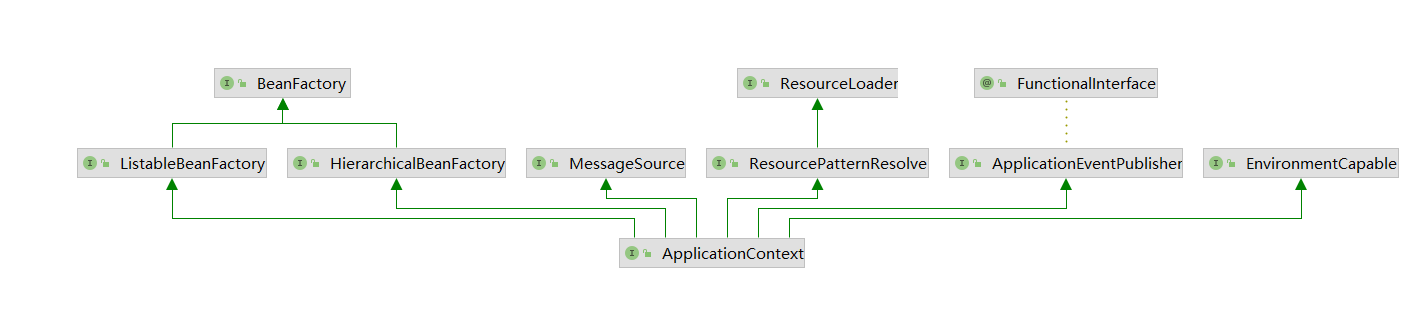 BeanFactory
ResourceLoader
FunctionalInterface
ListableBeanFactory
HierarchicalBeanFactory
MessageSource
ResourcePatternResolve
ApplicationEventPublisher
EnvironmentCapable
ApplicationContext